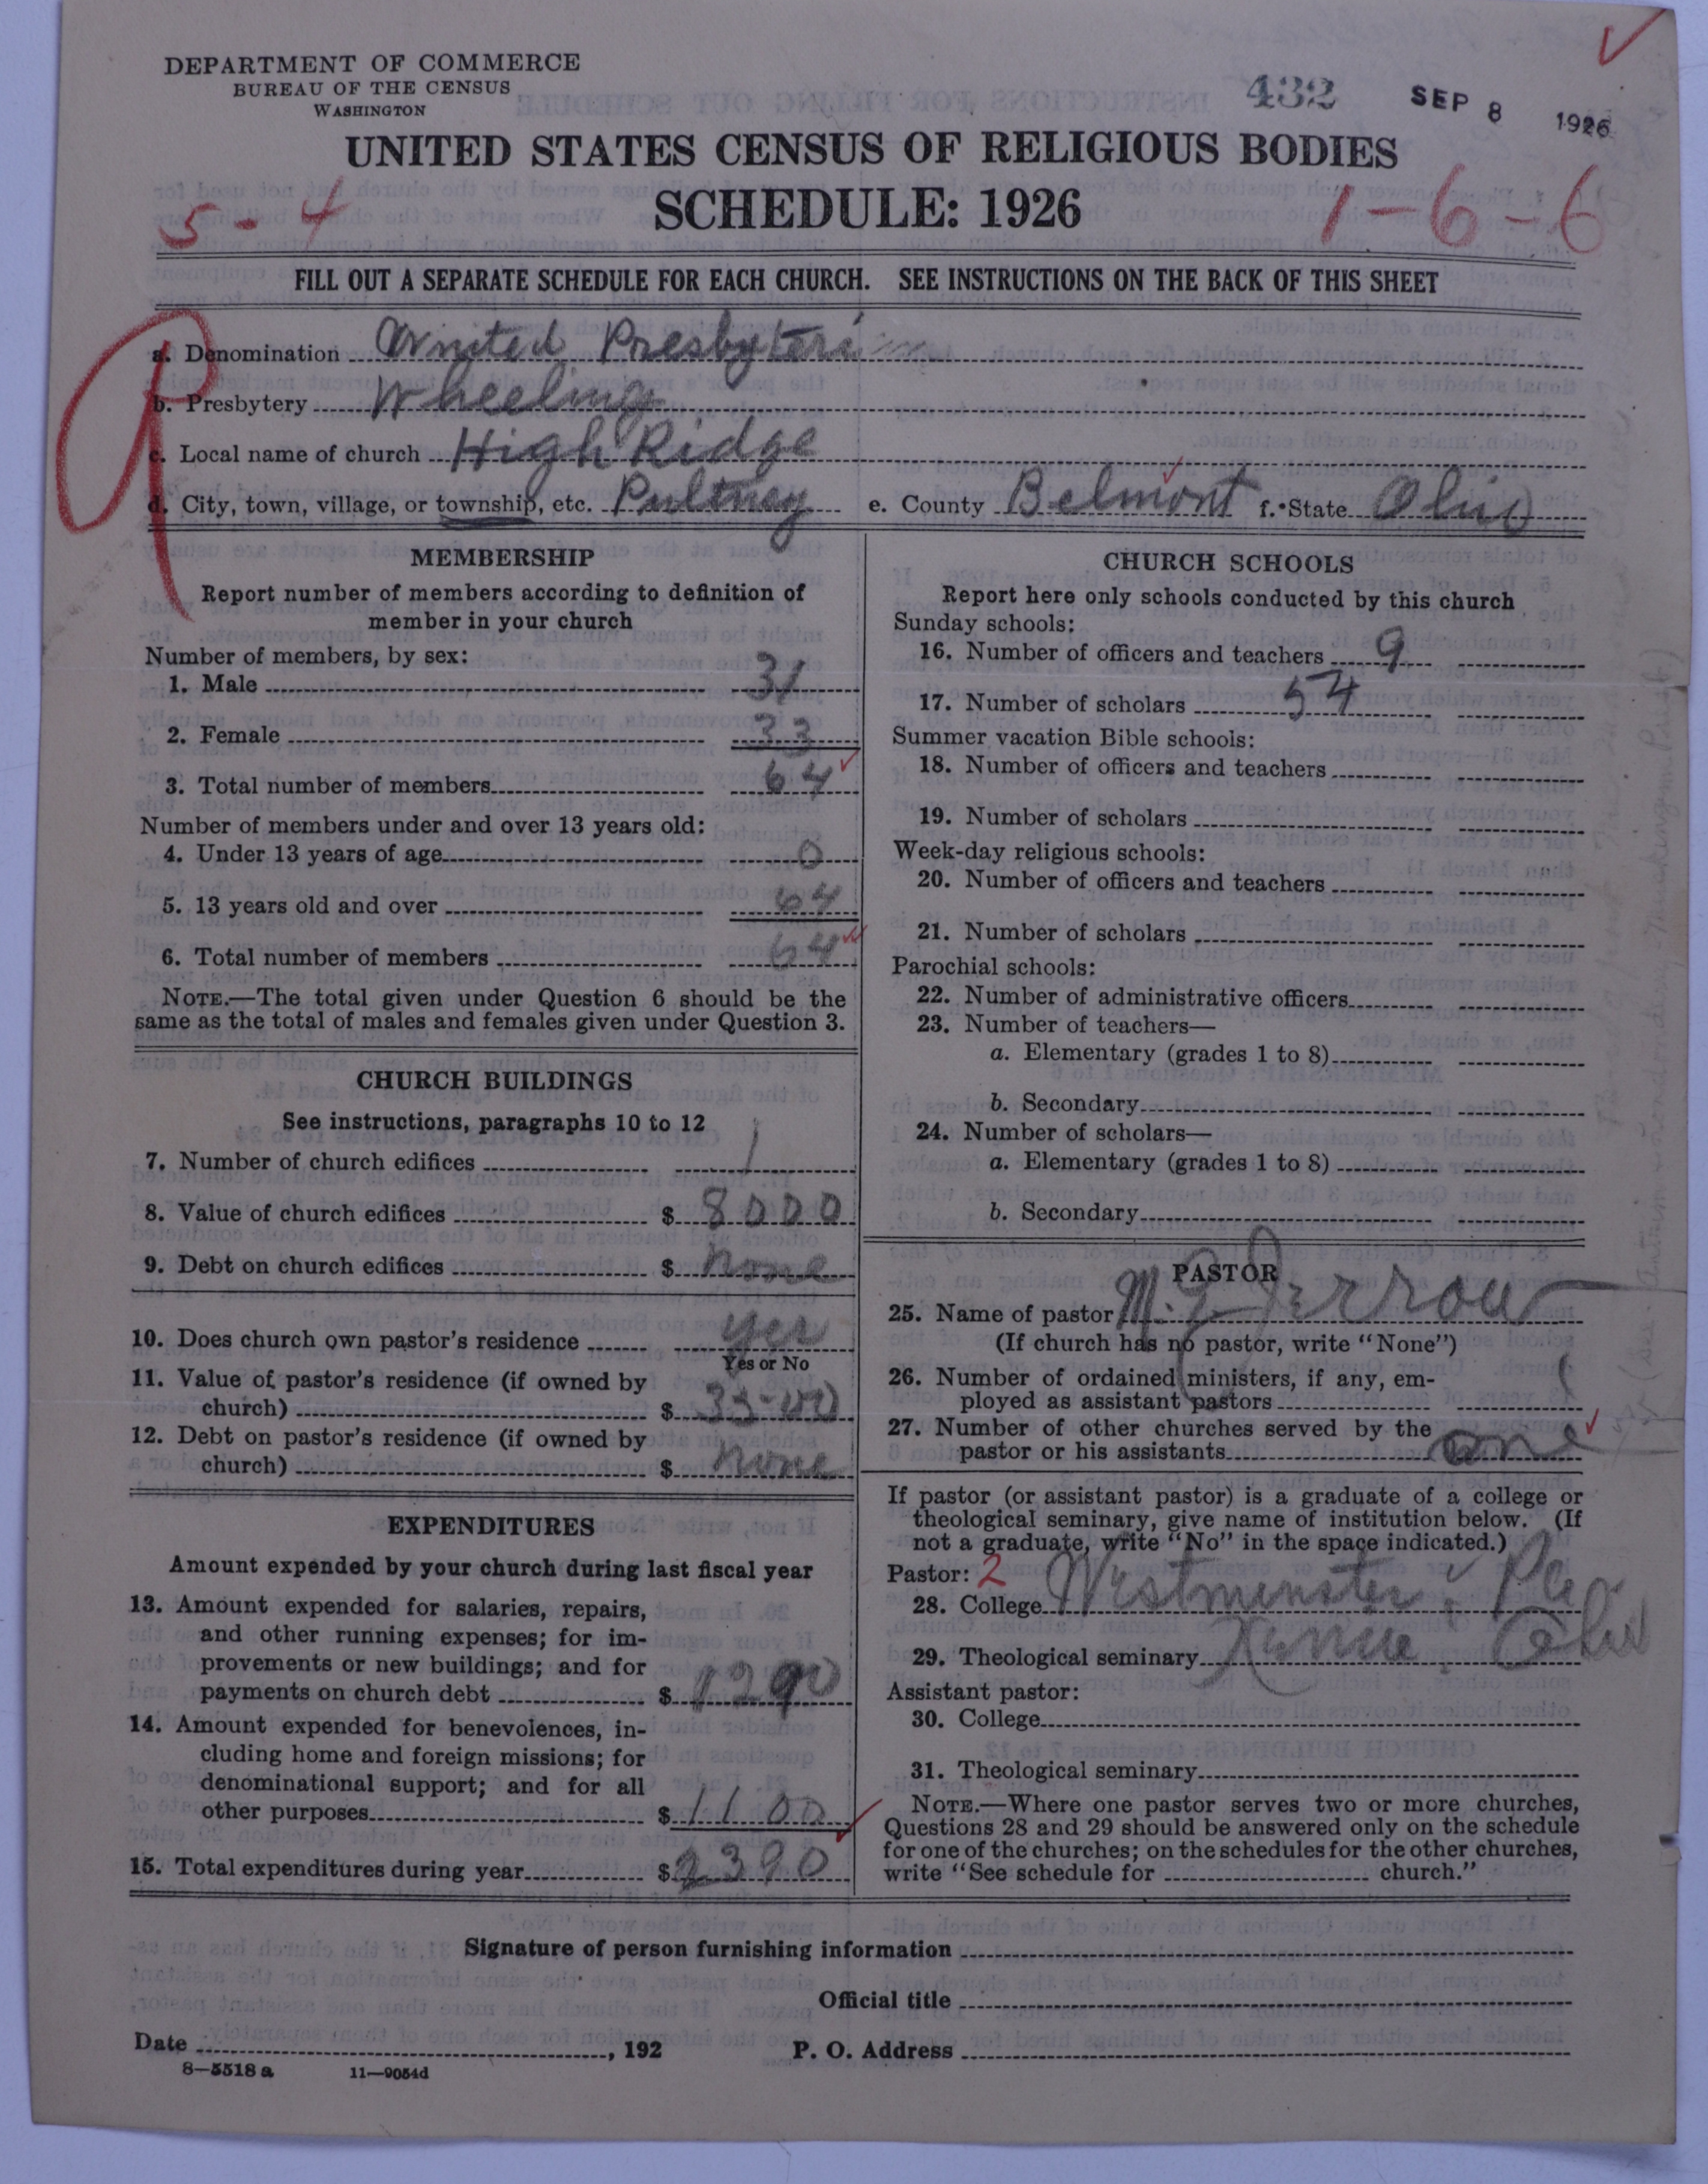 DEPARTMENT OF COMMERCE
BUREAU OF THE CENSUS
WASHINGTON
432
SEP 8 1926
UNITED STATES CENSUS OF RELIGIOUS BODIES
SCHEDULE: 1926
5-4
1-6-6
FILL OUT A SEPARATE SCHEDULE FOR EACH CHURCH. SEE INSTRUCTIONS ON THE BACK OF THIS SHEET
a. Denomination United Presbyteri
b. Presbytery Wheeling
c. Local name of church High Ridge
d. City, town, village, or township, etc. Pultney e. County Belmont f. State Ohio
MEMBERSHIP
Report number of members according to definition of
member in your church
Number of members, by sex:
1. Male 31
2. Female 33
3. Total number of members 64
Number of members under and over 13 years old:
4. Under 13 years of age 0
5. 13 years old and over 64
6. Total number of members 64
NOTE.—The total given under Question 6 should be the
same as the total of males and females given under Question 3.
CHURCH BUILDINGS
See instructions, paragraphs 10 to 12
7. Number of church edifices 1
8. Value of church edifices $ 8000
9. Debt on church edifices $ none
10. Does church own pastor's residence yes
Yes or No
11. Value of pastor's residence (if owned by
church) $ 3500
12. Debt on pastor's residence (if owned by
church) $ none
EXPENDITURES
Amount expended by your church during last fiscal year
13. Amount expended for salaries, repairs,
and other running expenses; for im-
provements or new buildings; and for
payments on church debt $ 1290
14. Amount expended for benevolences, in-
cluding home and foreign missions; for
denominational support; and for all
other purposes $ 1100
15. Total expenditures during year $ 2390
CHURCH SCHOOLS
Report here only schools conducted by this church
Sunday schools:
16. Number of officers and teachers 9
17. Number of scholars 54
Summer vacation Bible schools:
18. Number of officers and teachers
19. Number of scholars
Week-day religious schools:
20. Number of officers and teachers
21. Number of scholars
Parochial schools:
22. Number of administrative officers
23. Number of teachers—
a. Elementary (grades 1 to 8)
b. Secondary
24. Number of scholars—
a. Elementary (grades 1 to 8)
b. Secondary
PASTOR
25. Name of pastor M.
(If church has no pastor, write "None")
26. Number of ordained ministers, if any, em-
ployed as assistant pastors
27. Number of other churches served by the
pastor or his assistants one
If pastor (or assistant pastor) is a graduate of a college or
theological seminary, give name of institution below. (If
not a graduate, write "No" in the space indicated.)
Pastor: 2
28. College Westminster
29. Theological seminary Ohio
Assistant pastor:
30. College
31. Theological seminary
NOTE.—Where one pastor serves two or more churches,
Questions 28 and 29 should be answered only on the schedule
for one of the churches; on the schedules for the other churches,
write "See schedule for church."
Signature of person furnishing information
Official title
Date , 192 P. O. Address
8—5518 a 11—9054d